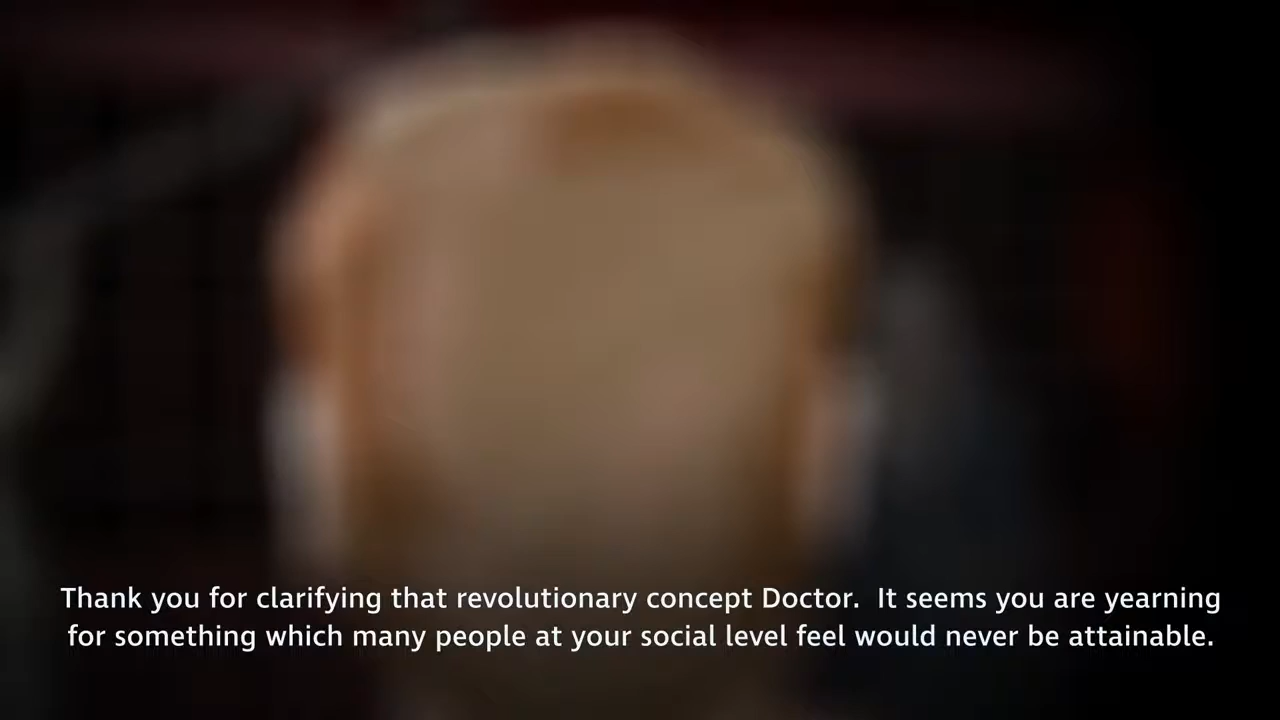 Thank you for clarifying that revolutionary concept Doctor.  It seems you are yearning
for something which many people at your social level feel would never be attainable.